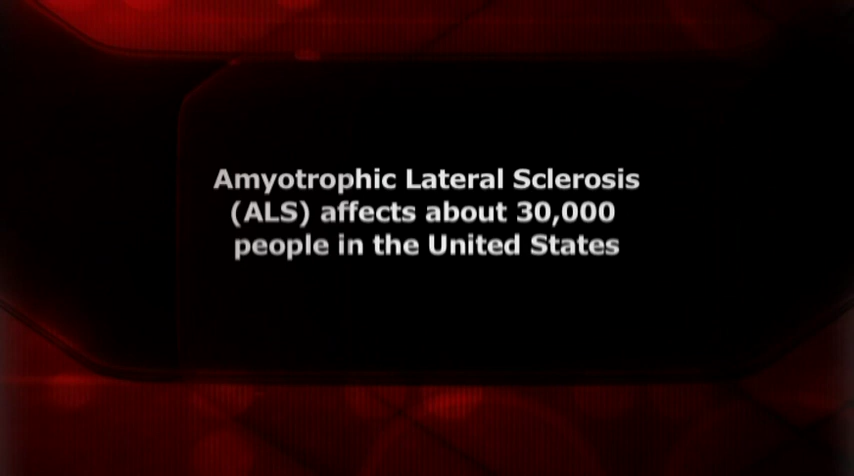 Amyotrophic Lateral Sclerosis
(ALS) affects about 30,000
people in the United States